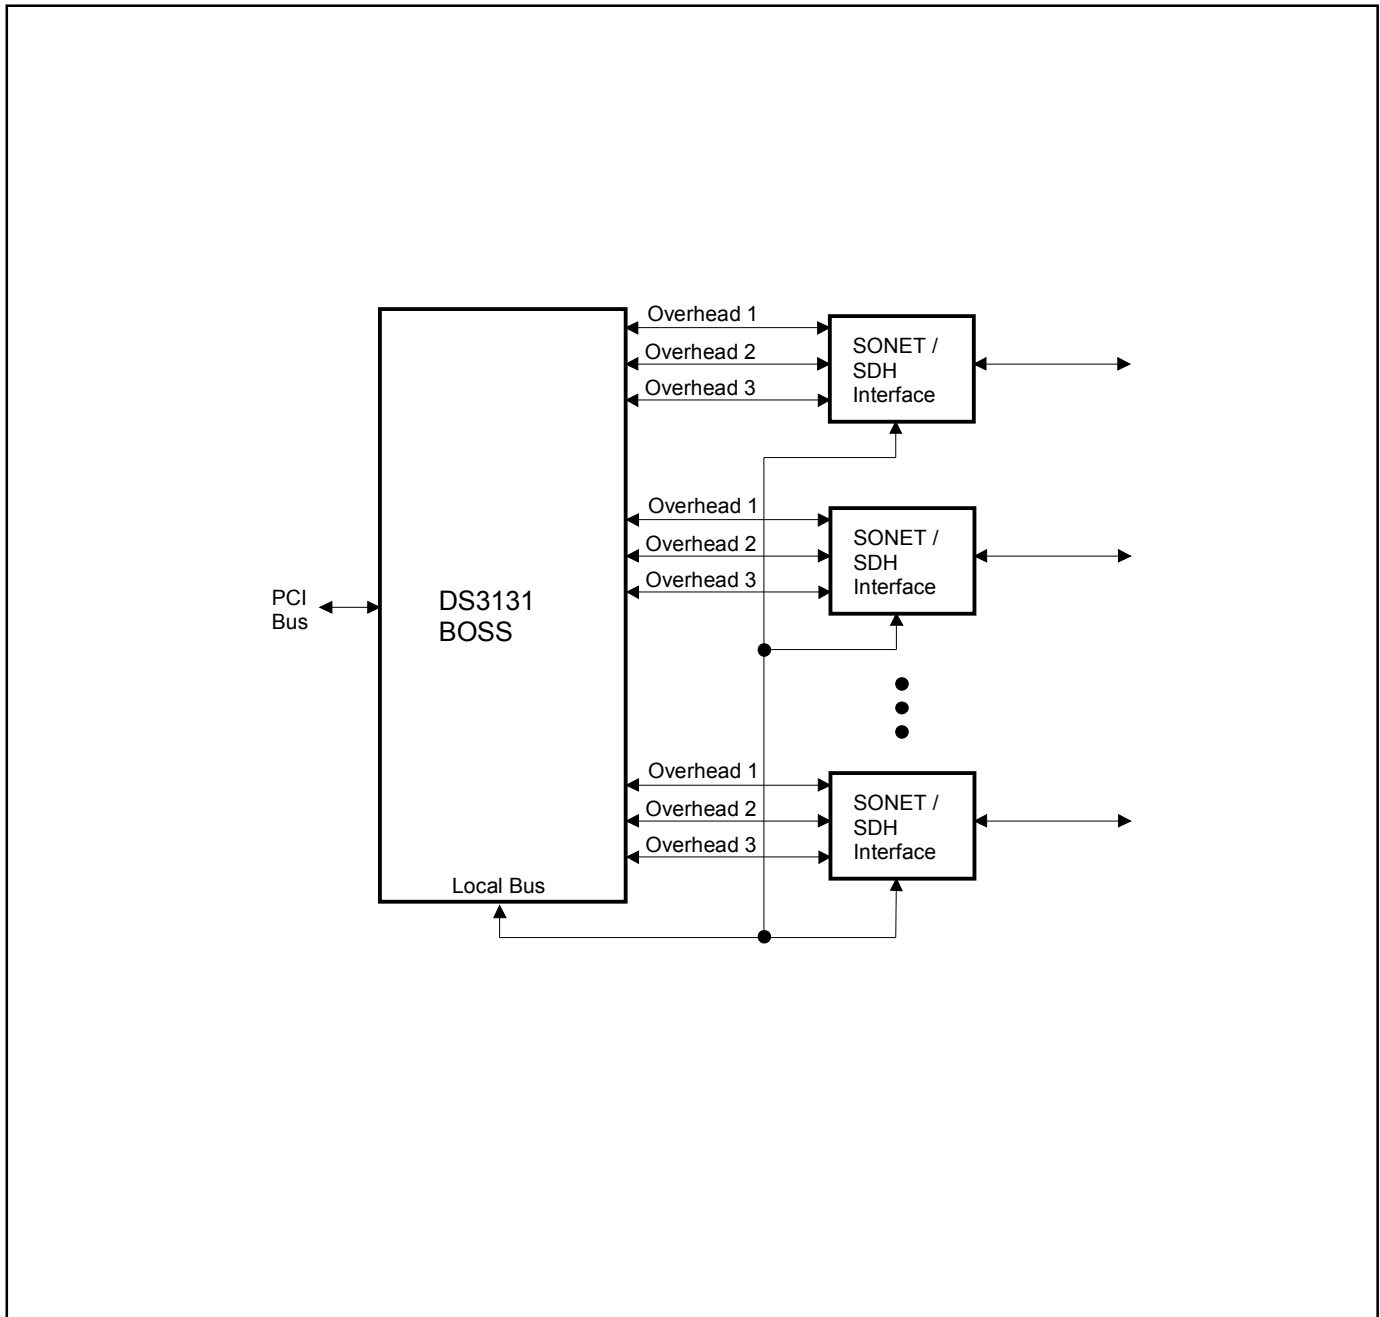 Overhead 1
Overhead 2
Overhead 3
SONET /
SDH
Interface
Overhead 1
Overhead 2
Overhead 3
SONET /
SDH
Interface
PCI
Bus
DS3131
BOSS
Overhead 1
Overhead 2
Overhead 3
SONET /
SDH
Interface
Local Bus